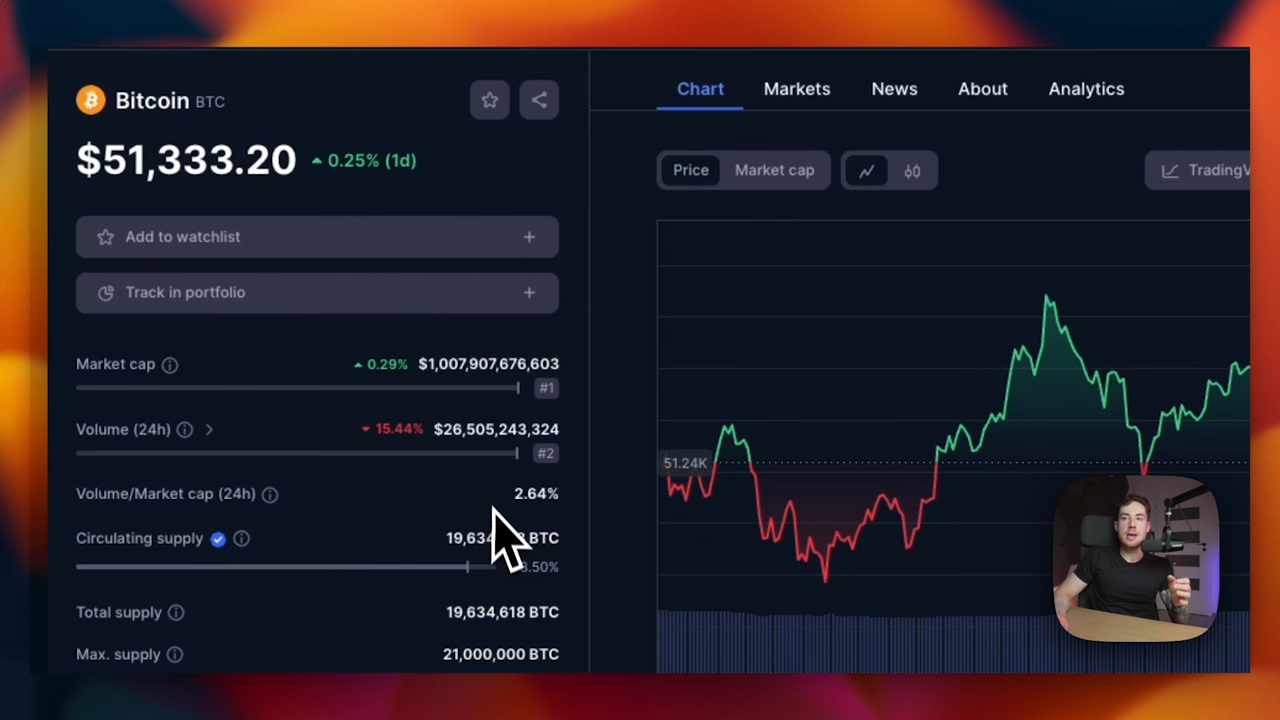 Bitcoin BTC
$51,333.20 0.25% (1d)
Add to watchlist +
Track in portfolio +
Market cap 0.29% $1,007,907,676,603
#1
Volume (24h) 15.44% $26,505,243,324
#2
Volume/Market cap (24h) 2.64%
Circulating supply BTC
Total supply 19,634,618 BTC
Max. supply 21,000,000 BTC
Chart Markets News About Analytics
Price Market cap
51.24K